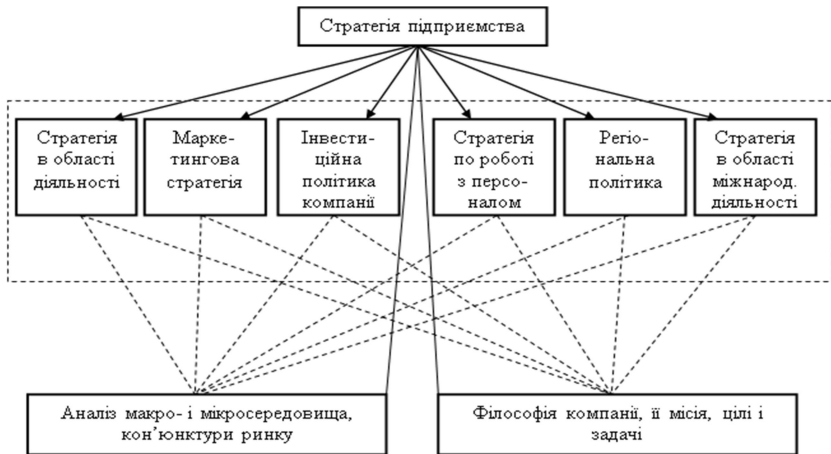 Стратегія підприємства
Стратегія
в області
діяльності
Марке-
тингова
стратегія
Інвести-
ційна
політика
компанії
Стратегія
по роботі
з персо-
налом
Регіо-
нальна
політика
Стратегія
в області
міжнарод.
діяльності
Аналіз макро- і мікросередовища,
кон’юнктури ринку
Філософія компанії, її місія, цілі і
задачі